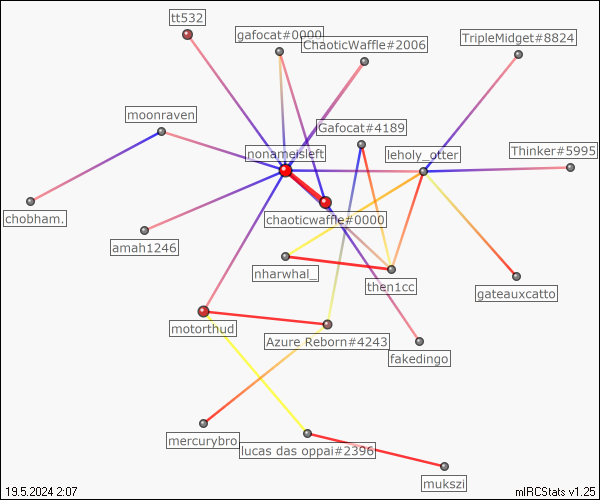 tt532
gafocat#0000
ChaoticWaffle#2006
TripleMidget#8824
moonraven
Gafocat#4189
nonameisleft
leholy_otter
Thinker#5995
chobham.
chaoticwaffle#0000
amah1246
nharwhal_
then1cc
gateauxcatto
motorthud
Azure Reborn#4243
fakedingo
mercurybro
lucas das oppai#2396
mukszi
19.5.2024 2:07
mIRCStats v1.25